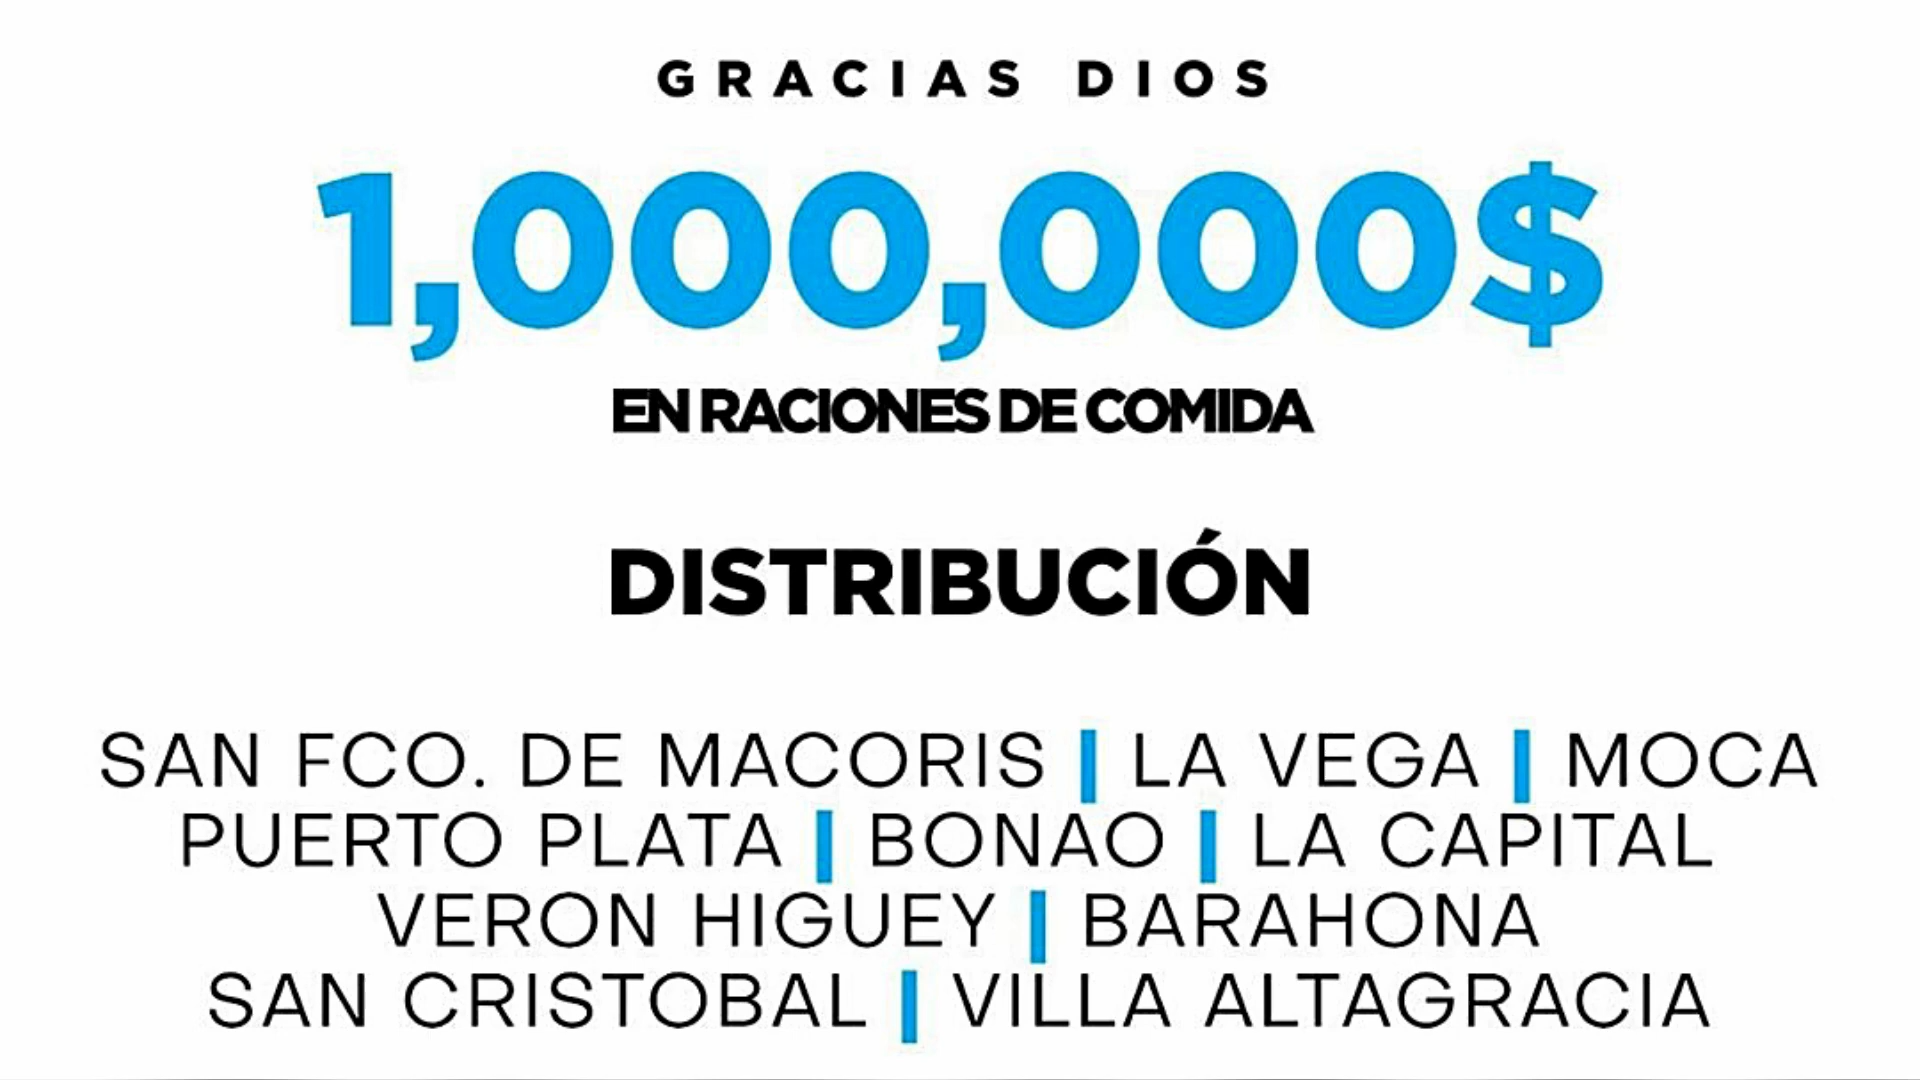 GRACIAS DIOS
1,000,000$
EN RACIONES DE COMIDA
DISTRIBUCIÓN
SAN FCO. DE MACORIS | LA VEGA | MOCA
PUERTO PLATA | BONAO | LA CAPITAL
VERON HIGUEY | BARAHONA
SAN CRISTOBAL | VILLA ALTAGRACIA